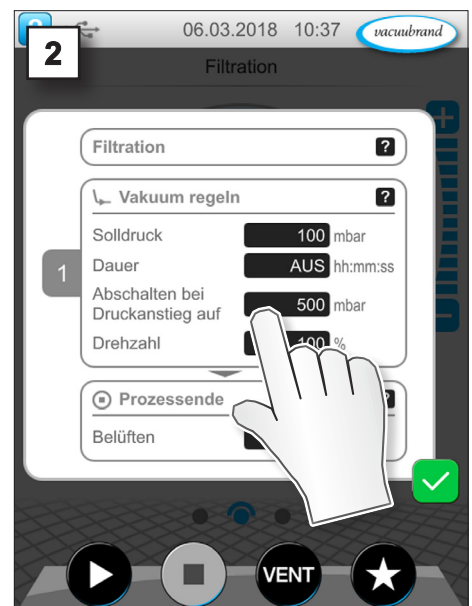 2
06.03.2018 10:37 vacuubrand
Filtration
Filtration ?
Vakuum regeln ?
1
Solldruck 100 mbar
Dauer AUS hh:mm:ss
Abschalten bei
Druckanstieg auf 500 mbar
Drehzahl 100 %
Prozessende ?
Belüften
VENT